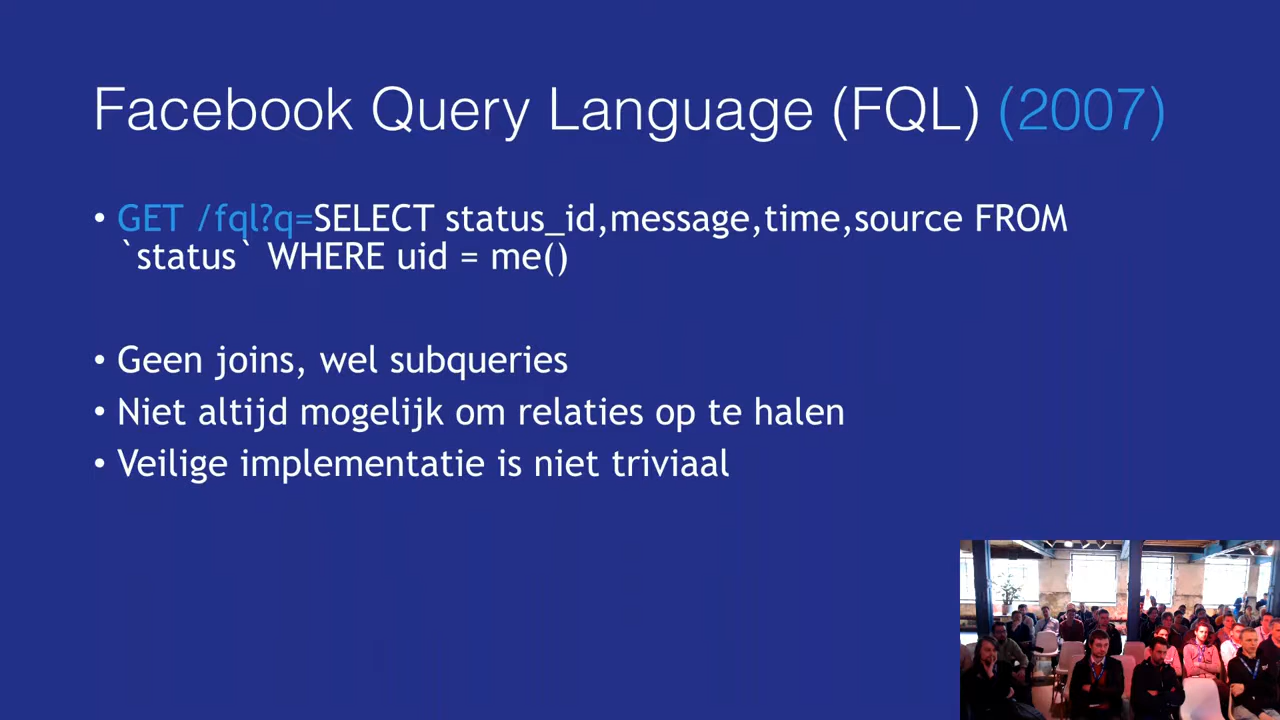 Facebook Query Language (FQL) (2007)
• GET /fql?q=SELECT status_id,message,time,source FROM
`status` WHERE uid = me()
• Geen joins, wel subqueries
• Niet altijd mogelijk om relaties op te halen
• Veilige implementatie is niet triviaal